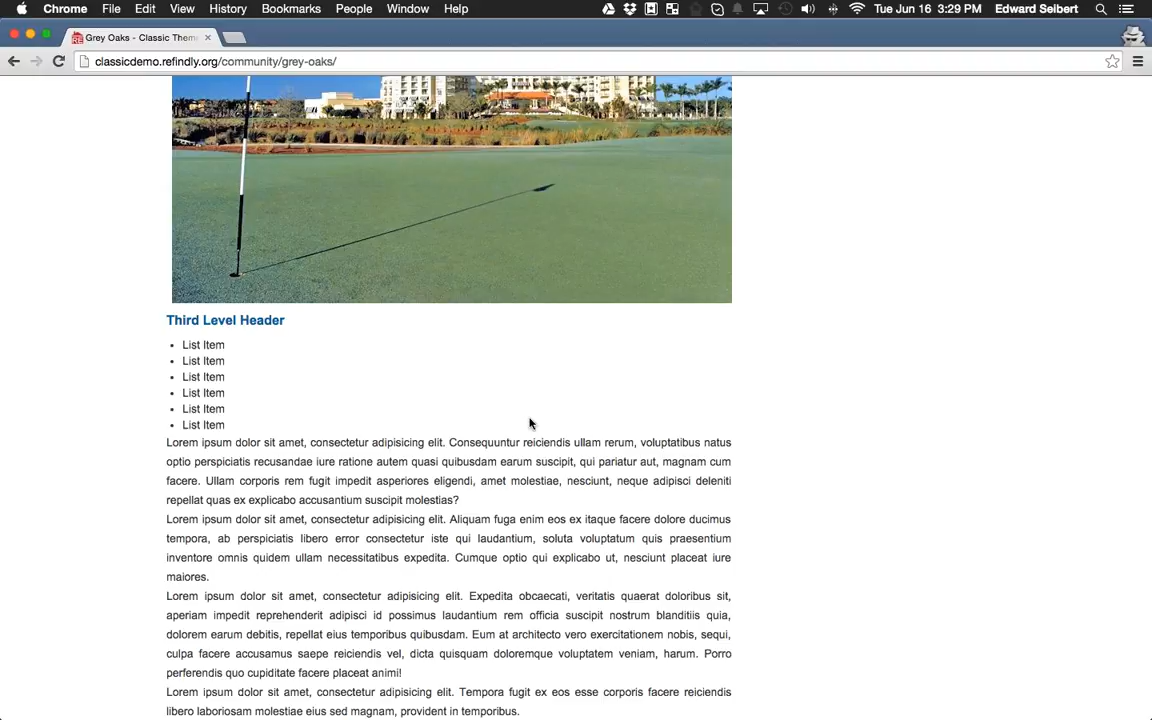 Chrome File Edit View History Bookmarks People Window Help Tue Jun 16 3:29 PM Edward Seibert
Grey Oaks - Classic Them
classicdemo.refindly.org/community/grey-oaks/
Third Level Header
• List Item
• List Item
• List Item
• List Item
• List Item
• List Item
Lorem ipsum dolor sit amet, consectetur adipisicing elit. Consequuntur reiciendis ullam rerum, voluptatibus natus
optio perspiciatis recusandae iure ratione autem quasi quibusdam earum suscipit, qui pariatur aut, magnam cum
facere. Ullam corporis rem fugit impedit asperiores eligendi, amet molestiae, nesciunt, neque adipisci deleniti
repellat quas ex explicabo accusantium suscipit molestias?
Lorem ipsum dolor sit amet, consectetur adipisicing elit. Aliquam fuga enim eos ex itaque facere dolore ducimus
tempora, ab perspiciatis libero error consectetur iste qui laudantium, soluta voluptatum quis praesentium
inventore omnis quidem ullam necessitatibus expedita. Cumque optio qui explicabo ut, nesciunt placeat iure
maiores.
Lorem ipsum dolor sit amet, consectetur adipisicing elit. Expedita obcaecati, veritatis quaerat doloribus sit,
aperiam impedit reprehenderit adipisci id possimus laudantium rem officia suscipit nostrum blanditiis quia,
dolorem earum debitis, repellat eius temporibus quibusdam. Eum at architecto vero exercitationem nobis, sequi,
culpa facere accusamus saepe reiciendis vel, dicta quisquam doloremque voluptatem veniam, harum. Porro
perferendis quo cupiditate facere placeat animi!
Lorem ipsum dolor sit amet, consectetur adipisicing elit. Tempora fugit ex eos esse corporis facere reiciendis
libero laboriosam molestiae eius sed magnam, provident in temporibus.